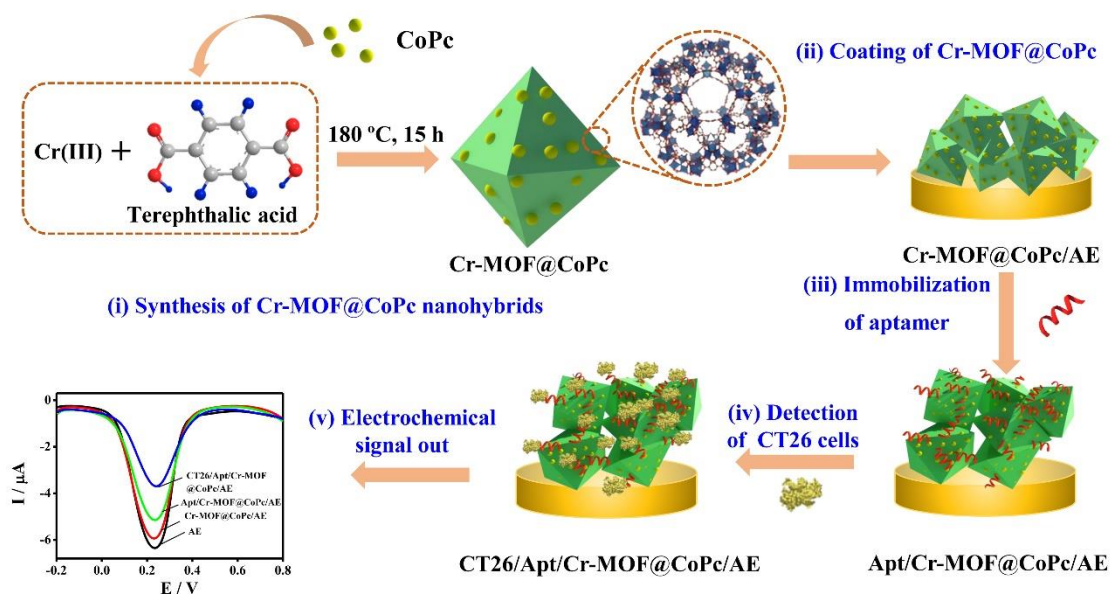 CoPc
(ii) Coating of Cr-MOF@CoPc
Cr(III) +
180 ºC, 15 h
Terephthalic acid
Cr-MOF@CoPc
Cr-MOF@CoPc/AE
(i) Synthesis of Cr-MOF@CoPc nanohybrids
(iii) Immobilization
of aptamer
(iv) Detection
of CT26 cells
(v) Electrochemical
signal out
0
-2
-4
-6
I / μA
CT26/Apt/Cr-MOF
@CoPc/AE
Apt/Cr-MOF@CoPc/AE
Cr-MOF@CoPc/AE
AE
-0.2 0.0 0.2 0.4 0.6 0.8
E / V
CT26/Apt/Cr-MOF@CoPc/AE
Apt/Cr-MOF@CoPc/AE